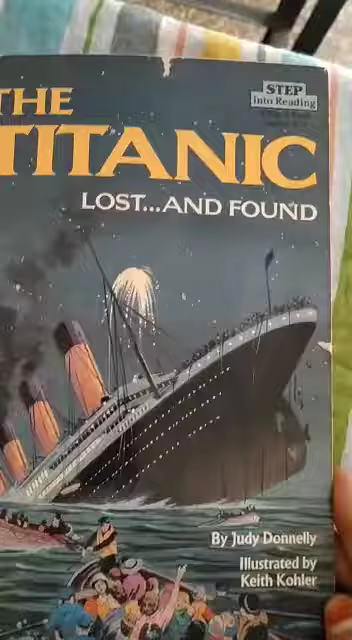 THE
TITANIC
LOST...AND FOUND
STEP
into Reading
By Judy Donnelly
Illustrated by
Keith Kohler